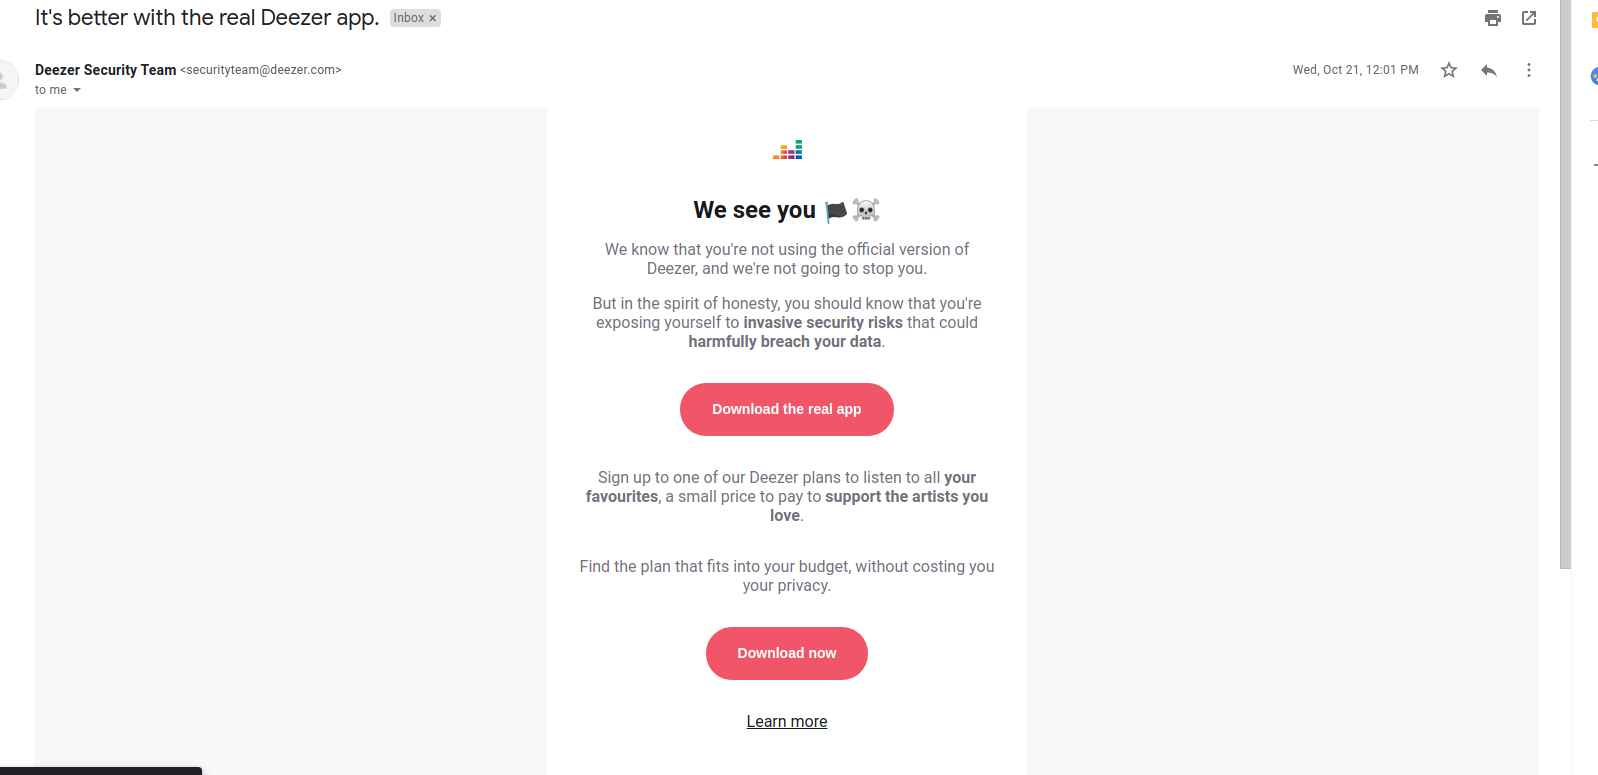 It's better with the real Deezer app.
Inbox ×
Deezer Security Team <securityteam@deezer.com>
Wed, Oct 21, 12:01 PM
to me
We see you 🏴☠️
We know that you're not using the official version of
Deezer, and we're not going to stop you.
But in the spirit of honesty, you should know that you're
exposing yourself to invasive security risks that could
harmfully breach your data.
Download the real app
Sign up to one of our Deezer plans to listen to all your
favourites, a small price to pay to support the artists you
love.
Find the plan that fits into your budget, without costing you
your privacy.
Download now
Learn more